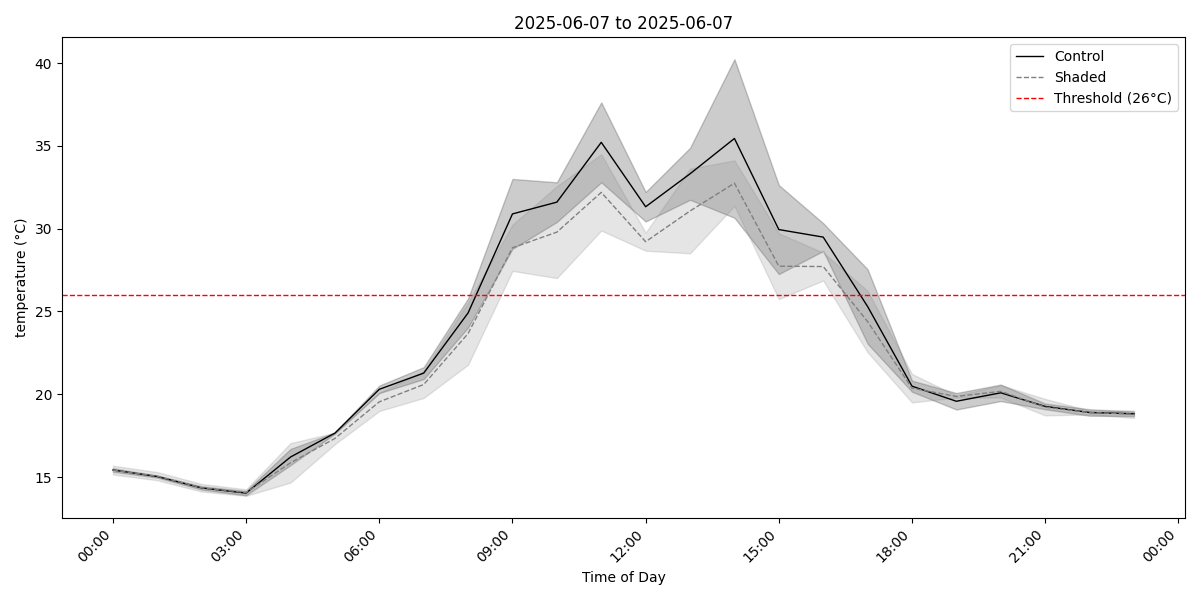 2025-06-07 to 2025-06-07
Control
Shaded
Threshold (26°C)
temperature (°C)
40
35
30
25
20
15
00:00
03:00
06:00
09:00
12:00
15:00
18:00
21:00
00:00
Time of Day